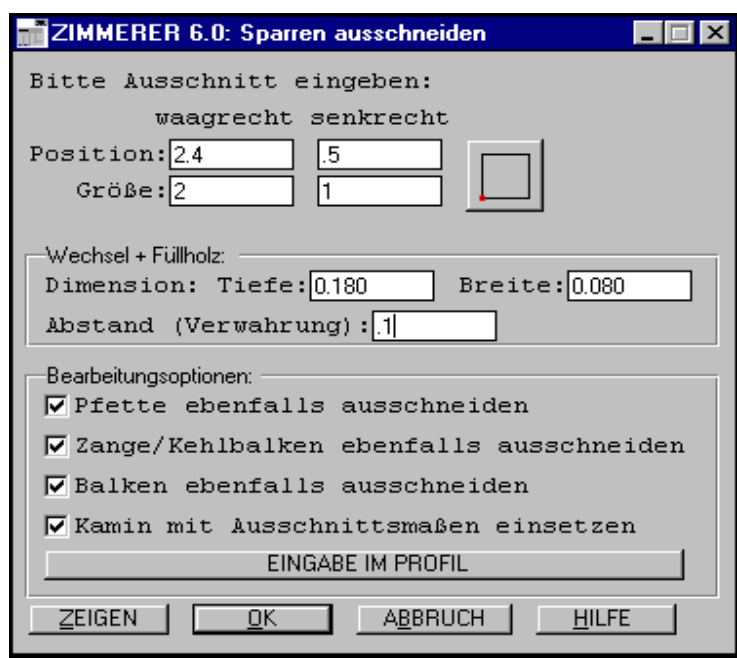 ZIMMERER 6.0: Sparren ausschneiden
Bitte Ausschnitt eingeben:
waagrecht senkrecht
Position: 2.4 .5
Größe: 2 1
Wechsel + Füllholz:
Dimension: Tiefe: 0.180 Breite: 0.080
Abstand (Verwahrung): .1
Bearbeitungsoptionen:
Pfette ebenfalls ausschneiden
Zange/Kehlbalken ebenfalls ausschneiden
Balken ebenfalls ausschneiden
Kamin mit Ausschnittsmaßen einsetzen
EINGABE IM PROFIL
ZEIGEN OK ABBRUCH HILFE